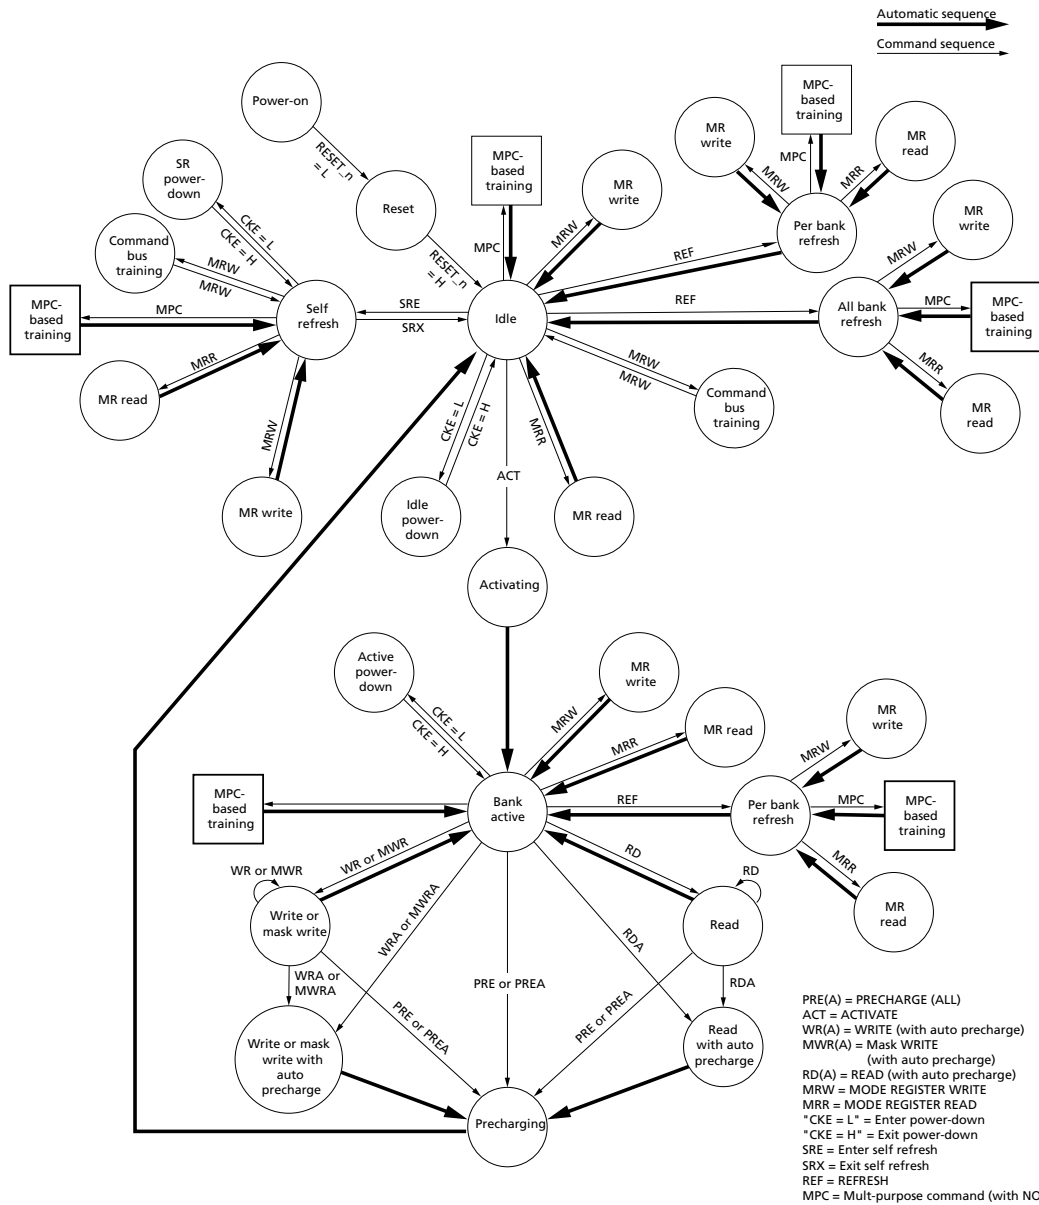 Automatic sequence
Command sequence
Power-on
RESET_n
= L
Reset
RESET_n
= H
SR
power-
down
CKE = L
CKE = H
Command
bus
training
MRW
MRW
MPC-
based
training
MPC
Self
refresh
MRR
MR read
MRW
MR write
SRE
SRX
MPC-
based
training
MPC
MR
write
MRW
Idle
MR
write
MRW
MPC-
based
training
MPC
MR
read
MRR
Per bank
refresh
REF
MR
write
MRW
REF
All bank
refresh
MPC
MPC-
based
training
MRR
MR
read
MRW
MRW
Command
bus
training
CKE = L
CKE = H
Idle
power-
down
ACT
MRR
MR read
Activating
Active
power-
down
CKE = L
CKE = H
MR
write
MRW
MRR
MR read
MPC-
based
training
Bank
active
REF
Per bank
refresh
MR
write
MRW
MPC
MPC-
based
training
MRR
MR
read
WR or MWR
WR or MWR
Write or
mask write
WRA or
MWRA
WRA or MWRA
PRE or PREA
PRE or PREA
RD
RD
Read
RDA
RDA
PRE or PREA
Write or mask
write with
auto
precharge
Read
with auto
precharge
Precharging
PRE(A) = PRECHARGE (ALL)
ACT = ACTIVATE
WR(A) = WRITE (with auto precharge)
MWR(A) = Mask WRITE
(with auto precharge)
RD(A) = READ (with auto precharge)
MRW = MODE REGISTER WRITE
MRR = MODE REGISTER READ
"CKE = L" = Enter power-down
"CKE = H" = Exit power-down
SRE = Enter self refresh
SRX = Exit self refresh
REF = REFRESH
MPC = Mult-purpose command (with NO